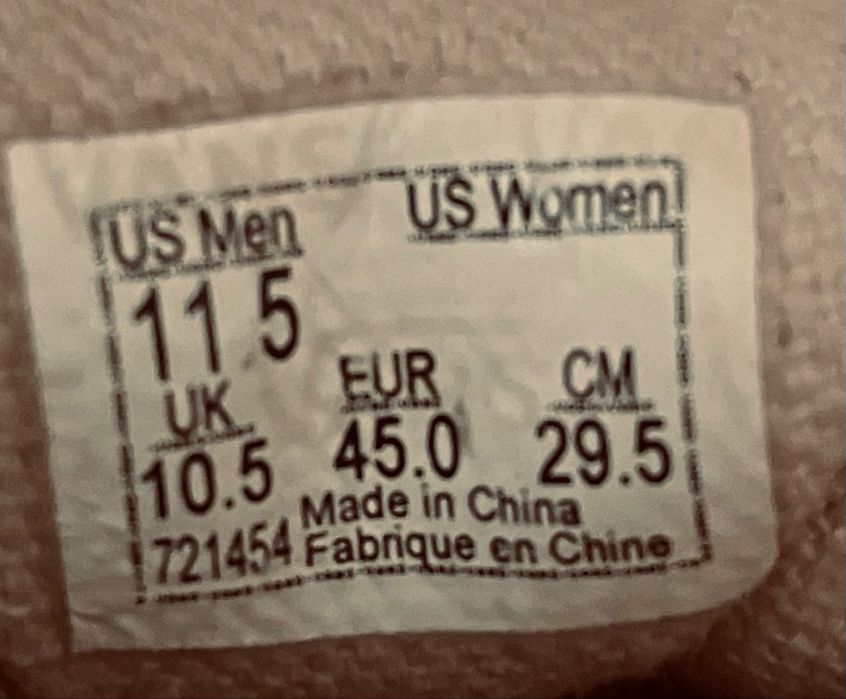 VANS
US Men US Women
11.5
UK EUR CM
10.5 45.0 29.5
Made in China
721454 Fabrique en Chine